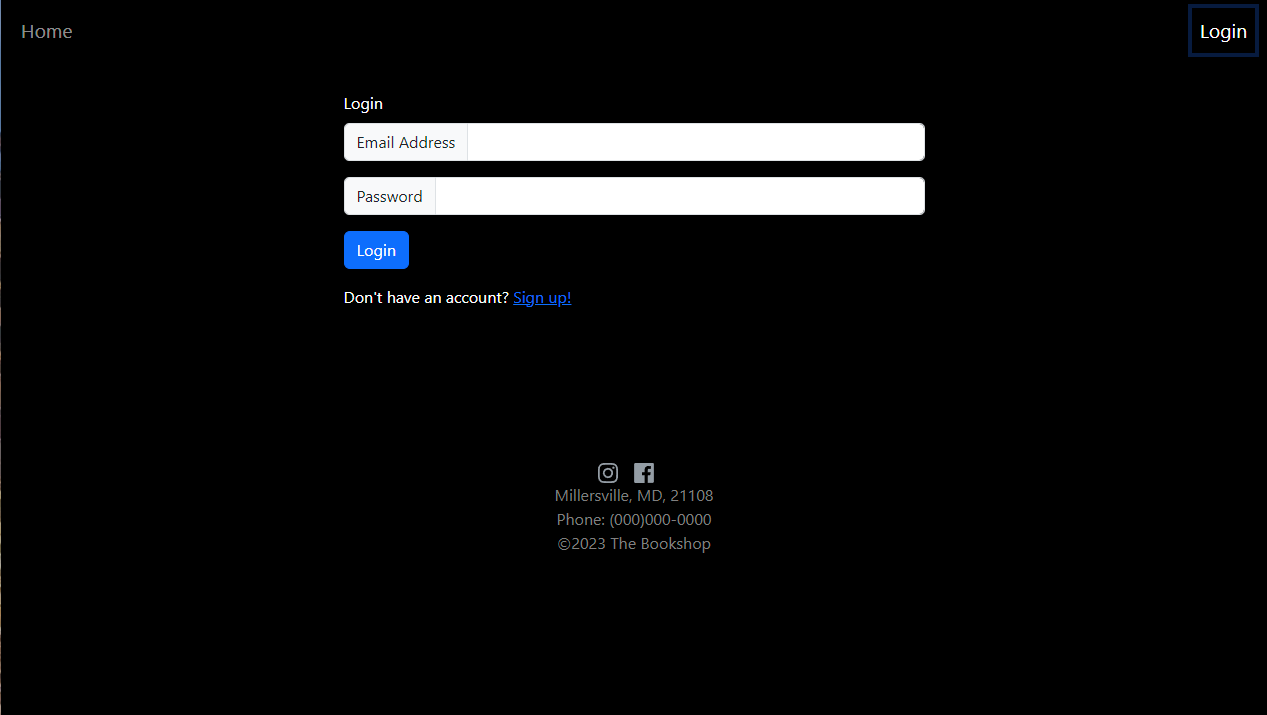 Home
Login
Login
Email Address
Password
Login
Don't have an account? Sign up!
Millersville, MD, 21108
Phone: (000)000-0000
©2023 The Bookshop